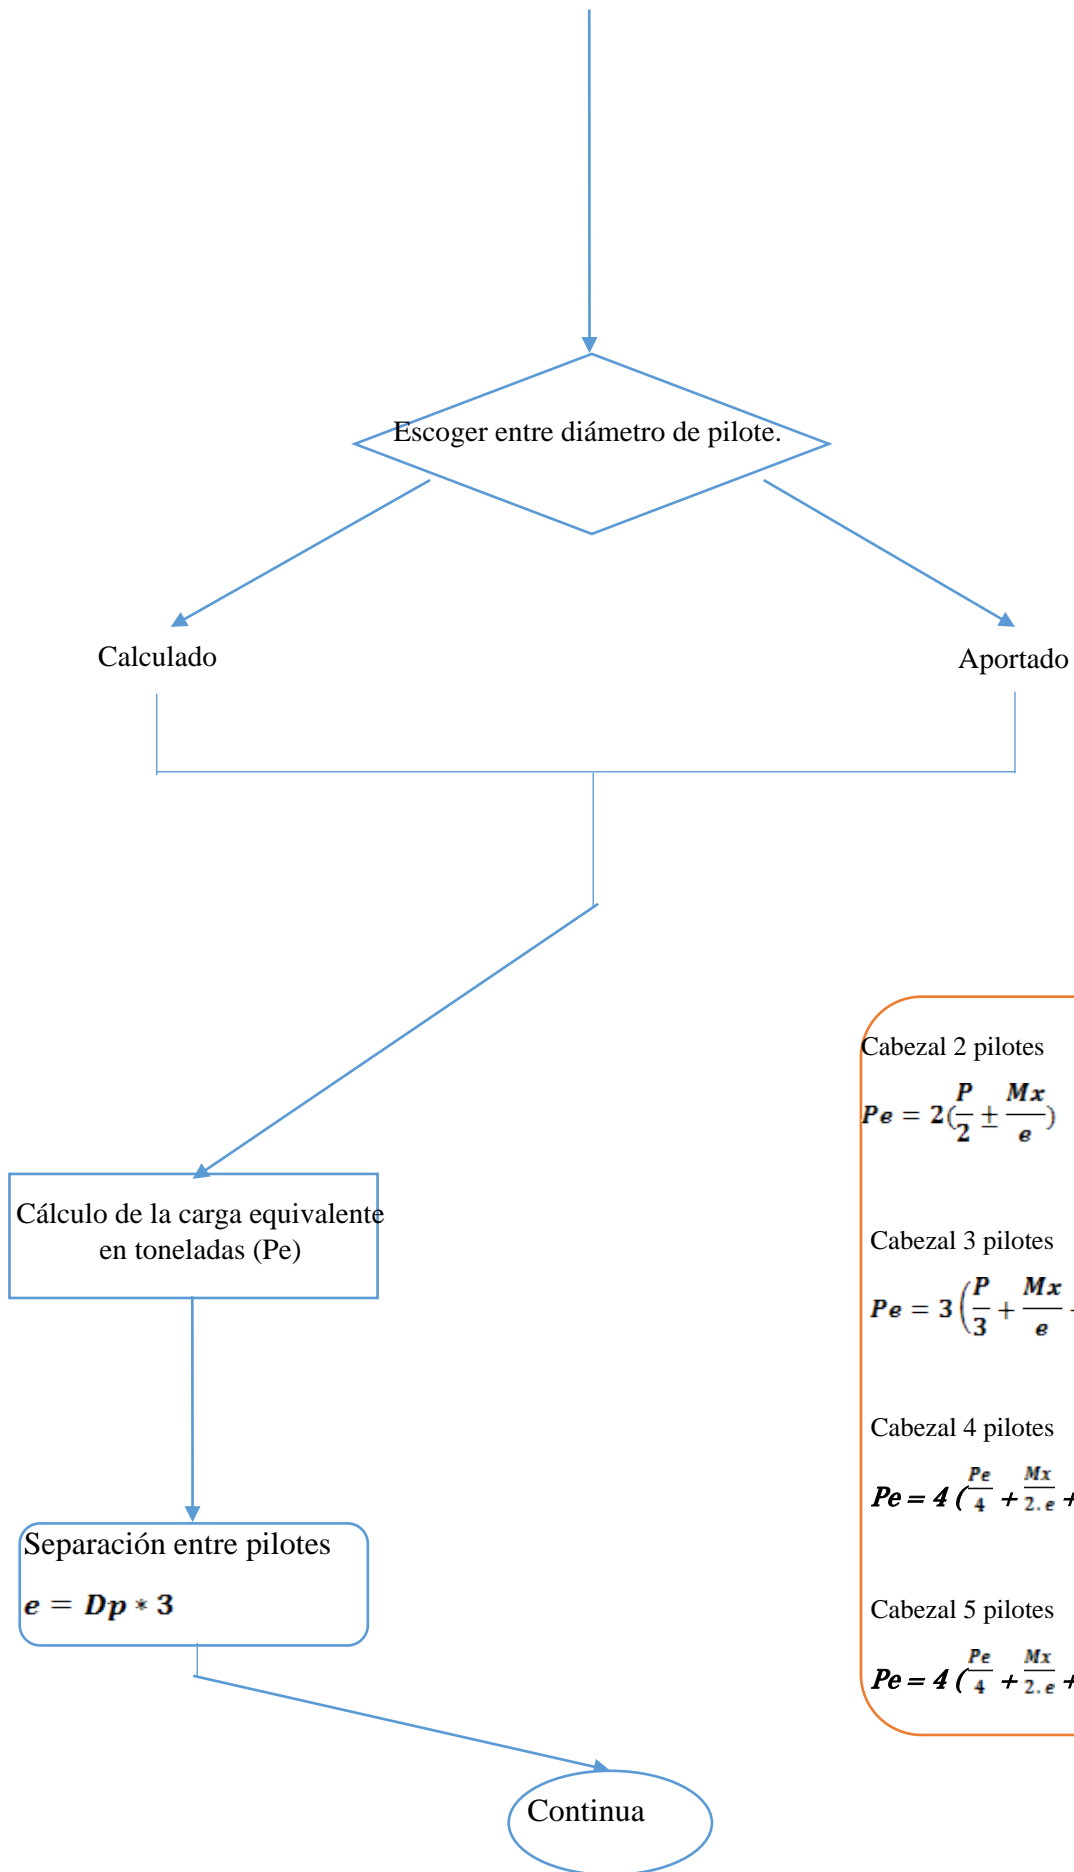 Escoger entre diámetro de pilote.
Calculado
Aportado
Cabezal 2 pilotes
Pe = 2(P/2 ± Mx/e)
Cálculo de la carga equivalente
en toneladas (Pe)
Cabezal 3 pilotes
Pe = 3(P/3 + Mx/e
Cabezal 4 pilotes
Pe = 4 (Pe/4 + Mx/2.e +
Separación entre pilotes
e = Dp * 3
Cabezal 5 pilotes
Pe = 4 (Pe/4 + Mx/2.e +
Continua